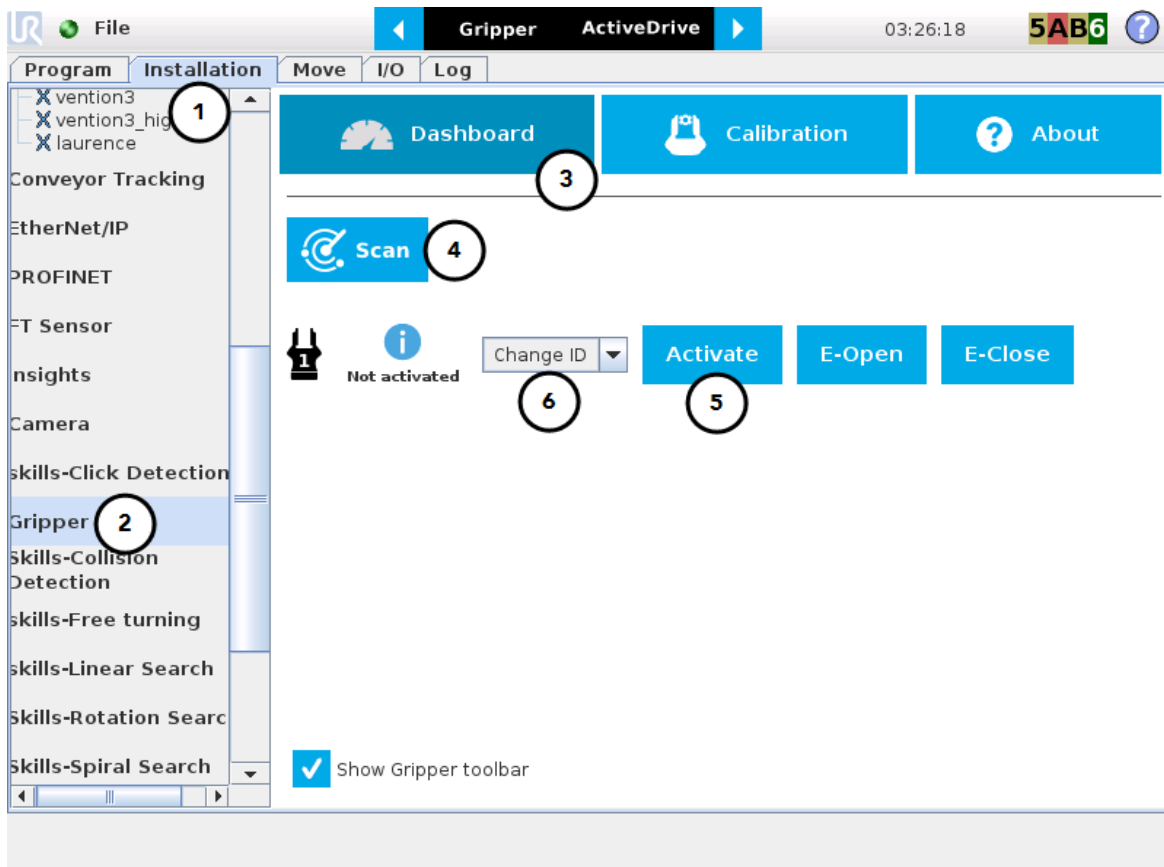 UR File Gripper ActiveDrive 03:26:18 5AB6 ?
Program Installation Move I/O Log
vention3
vention3_hig
laurence
1
Dashboard
Calibration
? About
3
Conveyor Tracking
EtherNet/IP
PROFINET
FT Sensor
Insights
Camera
skills-Click Detection
Gripper
2
Skills-Collision
Detection
skills-Free turning
skills-Linear Search
Skills-Rotation Searc
Skills-Spiral Search
Scan
4
1
i
Not activated
Change ID
Activate
E-Open
E-Close
6
5
Show Gripper toolbar